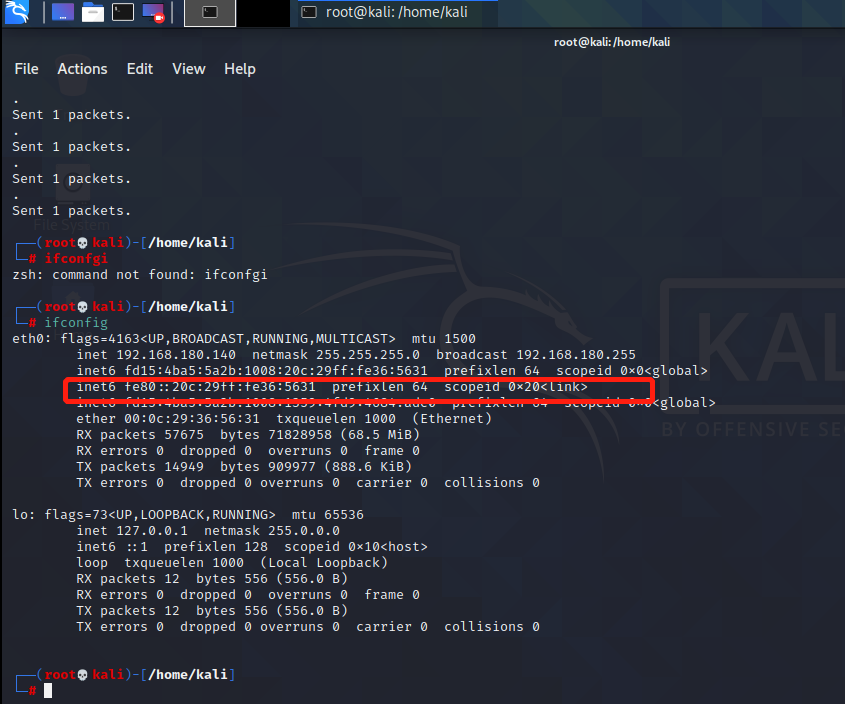 root@kali: /home/kali
root@kali:/home/kali
File Actions Edit View Help
.
Sent 1 packets.
.
Sent 1 packets.
.
Sent 1 packets.
.
Sent 1 packets.
File System
┌──(root💀kali)-[/home/kali]
└─# ifconfgi
zsh: command not found: ifconfgi
┌──(root💀kali)-[/home/kali]
└─# ifconfig
eth0: flags=4163<UP,BROADCAST,RUNNING,MULTICAST> mtu 1500
inet 192.168.180.140 netmask 255.255.255.0 broadcast 192.168.180.255
inet6 fd15:4ba5:5a2b:1008:20c:29ff:fe36:5631 prefixlen 64 scopeid 0×0<global>
inet6 fe80::20c:29ff:fe36:5631 prefixlen 64 scopeid 0×20<link>
inet6 prefixlen 64 scopeid 0×0<global>
ether 00:0c:29:36:56:31 txqueuelen 1000 (Ethernet)
RX packets 57675 bytes 71828958 (68.5 MiB)
RX errors 0 dropped 0 overruns 0 frame 0
TX packets 14949 bytes 909977 (888.6 KiB)
TX errors 0 dropped 0 overruns 0 carrier 0 collisions 0
lo: flags=73<UP,LOOPBACK,RUNNING> mtu 65536
inet 127.0.0.1 netmask 255.0.0.0
inet6 ::1 prefixlen 128 scopeid 0×10<host>
loop txqueuelen 1000 (Local Loopback)
RX packets 12 bytes 556 (556.0 B)
RX errors 0 dropped 0 overruns 0 frame 0
TX packets 12 bytes 556 (556.0 B)
TX errors 0 dropped 0 overruns 0 carrier 0 collisions 0
┌──(root💀kali)-[/home/kali]
└─#
KAL
BY OFFENSIVE SE